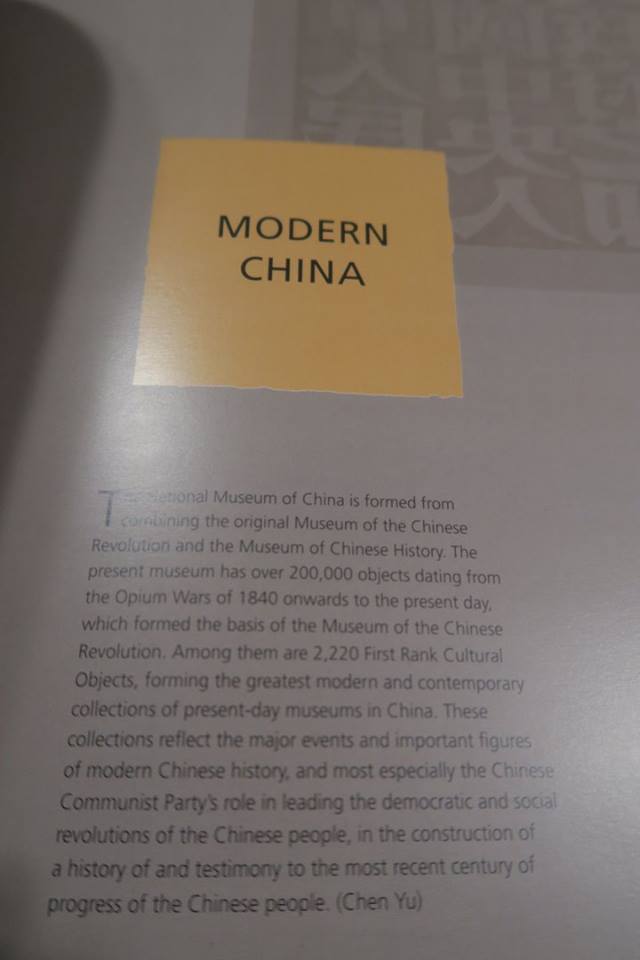 MODERN
CHINA
The National Museum of China is formed from
combining the original Museum of the Chinese
Revolution and the Museum of Chinese History. The
present museum has over 200,000 objects dating from
the Opium Wars of 1840 onwards to the present day,
which formed the basis of the Museum of the Chinese
Revolution. Among them are 2,220 First Rank Cultural
Objects, forming the greatest modern and contemporary
collections of present-day museums in China. These
collections reflect the major events and important figures
of modern Chinese history, and most especially the Chinese
Communist Party's role in leading the democratic and social
revolutions of the Chinese people, in the construction of
a history of and testimony to the most recent century of
progress of the Chinese people. (Chen Yu)